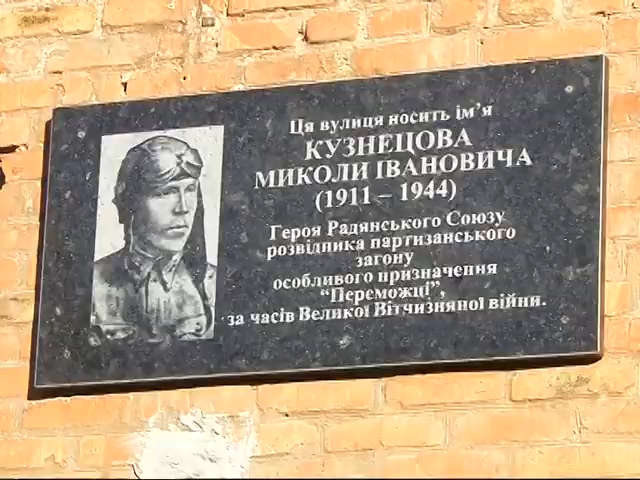 Ця вулиця носить ім'я
КУЗНЕЦОВА
МИКОЛИ ІВАНОВИЧА
(1911 – 1944)
Героя Радянського Союзу
розвідника партизанського
загону
особливого призначення
“Переможці”,
за часів Великої Вітчизняної війни.